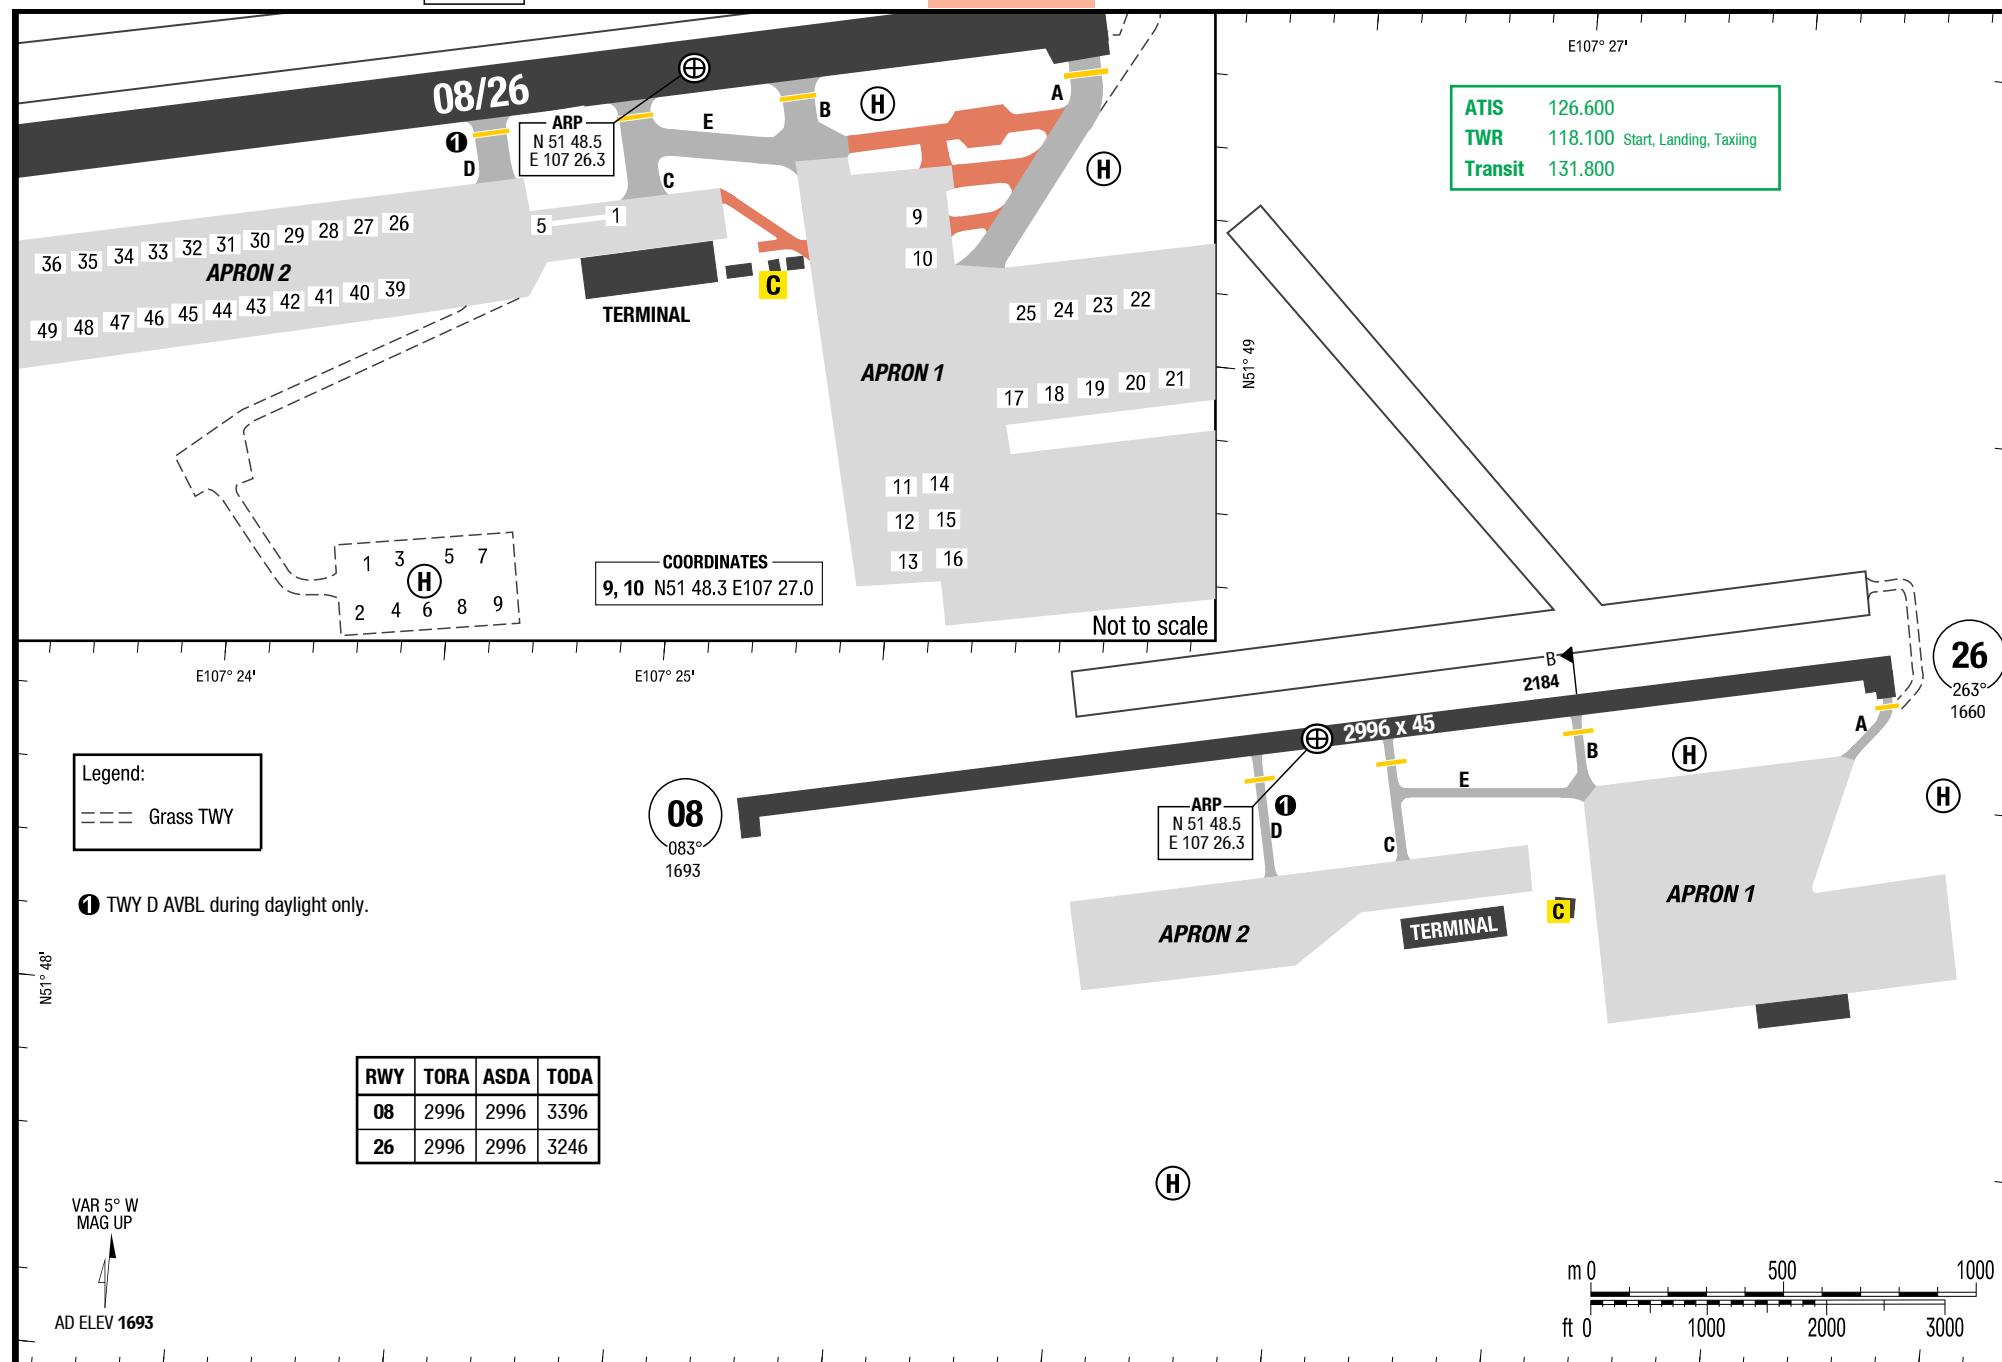 08/26
ARP
N 51 48.5
E 107 26.3
1
D
E
B
H
A
H
C
5 1
36 35 34 33 32 31 30 29 28 27 26
APRON 2
49 48 47 46 45 44 43 42 41 40 39
TERMINAL
C
9
10
25 24 23 22
APRON 1
17 18 19 20 21
11 14
12 15
13 16
1 3 5 7
H
2 4 6 8 9
COORDINATES
9, 10 N51 48.3 E107 27.0
Not to scale
E107° 27'
ATIS 126.600
TWR 118.100 Start, Landing, Taxiing
Transit 131.800
N51° 49
E107° 24'
E107° 25'
B
2184
26
263°
1660
2996 x 45
A
B
H
E
H
08
083°
1693
ARP
N 51 48.5
E 107 26.3
1
D
C
APRON 1
APRON 2
TERMINAL
C
Legend:
Grass TWY
1 TWY D AVBL during daylight only.
N51° 48'
RWY TORA ASDA TODA
08 2996 2996 3396
26 2996 2996 3246
H
VAR 5° W
MAG UP
AD ELEV 1693
m 0 500 1000
ft 0 1000 2000 3000